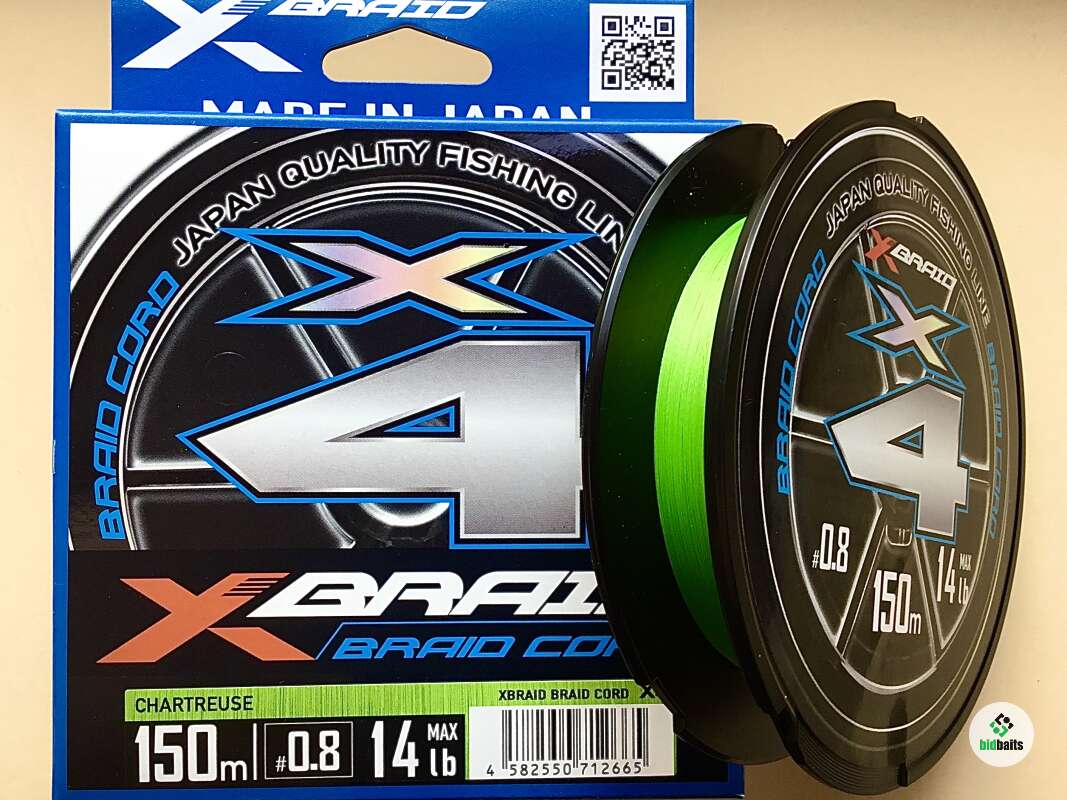 XBRAID
MADE IN JAPAN
JAPAN QUALITY FISHING LIN
BRAID CORD
X
4
XBRAI
BRAID COR
CHARTREUSE
XBRAID BRAID CORD X
150m #0.8 14 MAX lb
4 582550 712665
JAPAN QUALITY FISHING LINE
XBRAID
BRAID CORD
X
4
BRAID CORD
#0.8
150m
14 MAX lb
bidbaits